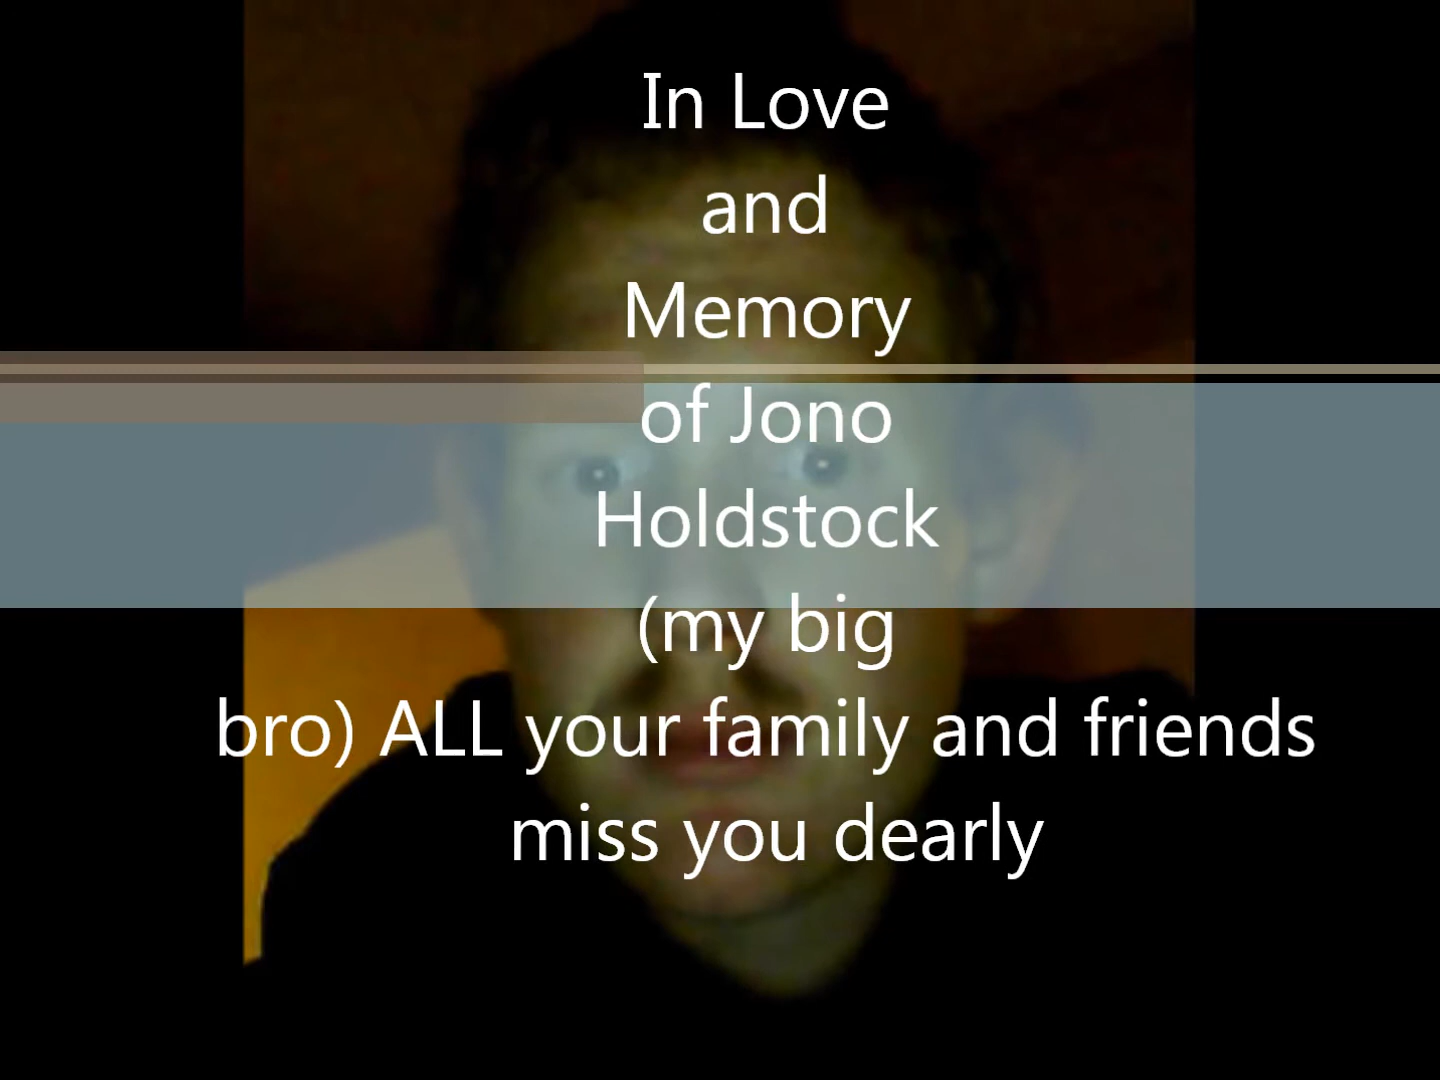 In Love
and
Memory
of Jono
Holdstock
(my big
bro) ALL your family and friends
miss you dearly